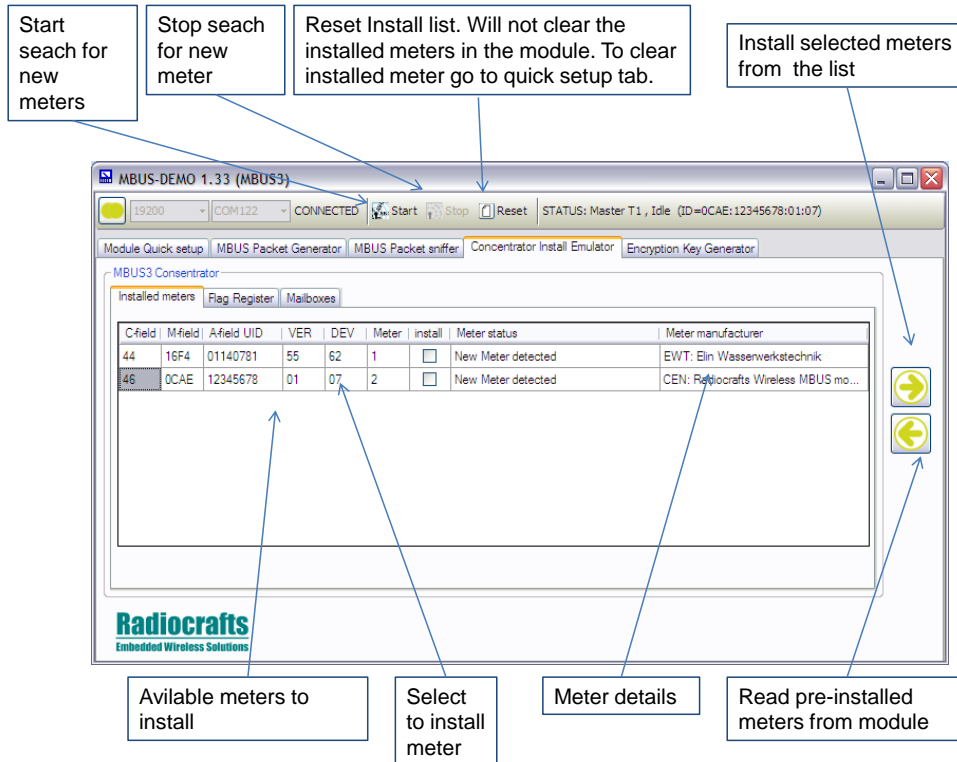 Start
seach for
new
meters
Stop seach
for new
meter
Reset Install list. Will not clear the
installed meters in the module. To clear
installed meter go to quick setup tab.
Install selected meters
from the list
MBUS-DEMO 1.33 (MBUS3)
19200 COM122 CONNECTED Start Stop Reset STATUS: Master T1 , Idle (ID=0CAE:12345678:01:07)
Module Quick setup MBUS Packet Generator MBUS Packet sniffer Concentrator Install Emulator Encryption Key Generator
MBUS3 Consentrator
Installed meters Flag Register Mailboxes
C-field M-field A-field UID VER DEV Meter install Meter status Meter manufacturer
44 16F4 01140781 55 62 1 New Meter detected EWT: Elin Wasserwerkstechnik
46 0CAE 12345678 01 07 2 New Meter detected CEN: Radiocrafts Wireless MBUS mo...
Radiocrafts
Embedded Wireless Solutions
Avilable meters to
install
Select
to install
meter
Meter details
Read pre-installed
meters from module